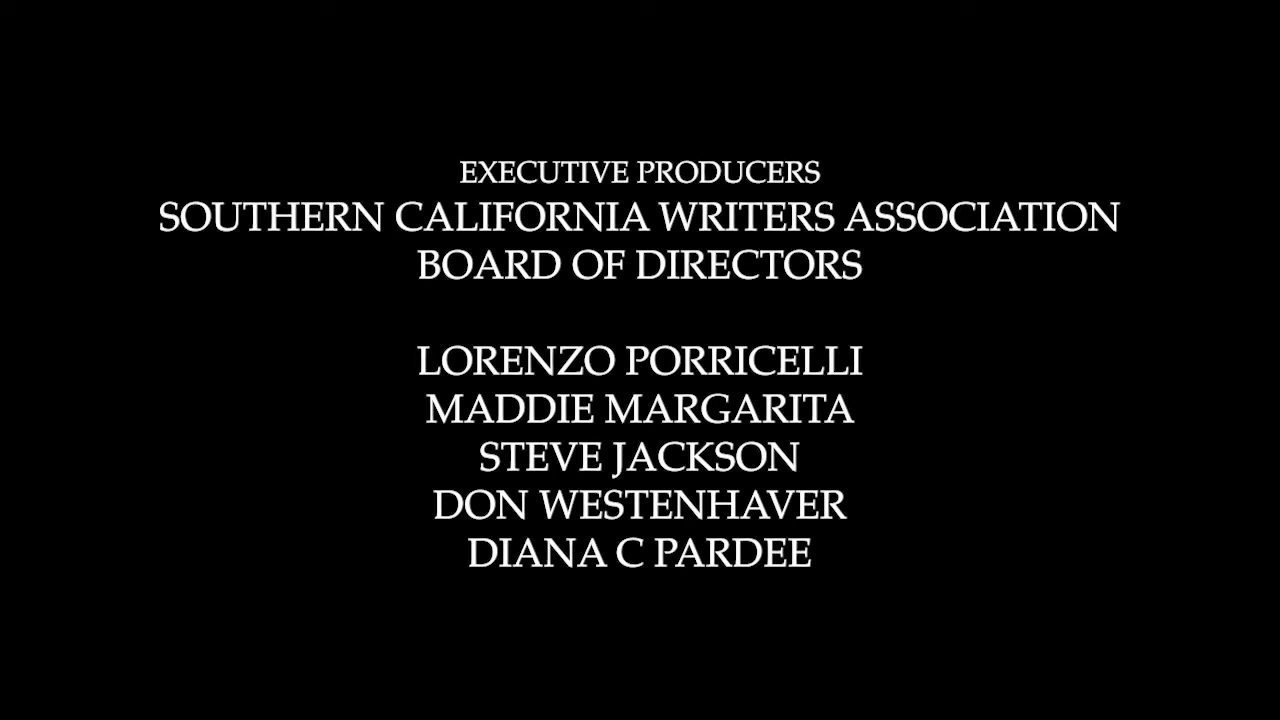 EXECUTIVE PRODUCERS
SOUTHERN CALIFORNIA WRITERS ASSOCIATION
BOARD OF DIRECTORS
LORENZO PORRICELLI
MADDIE MARGARITA
STEVE JACKSON
DON WESTENHAVER
DIANA C PARDEE